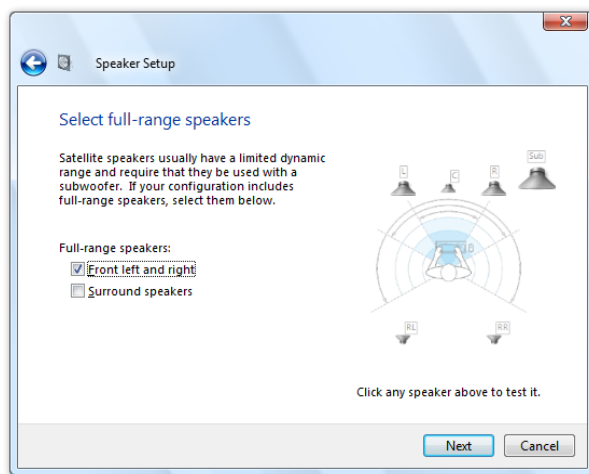 Speaker Setup
Select full-range speakers
Satellite speakers usually have a limited dynamic
range and require that they be used with a
subwoofer. If your configuration includes
full-range speakers, select them below.
Full-range speakers:
Front left and right
Surround speakers
L
C
R
Sub
RL
RR
Click any speaker above to test it.
Next
Cancel